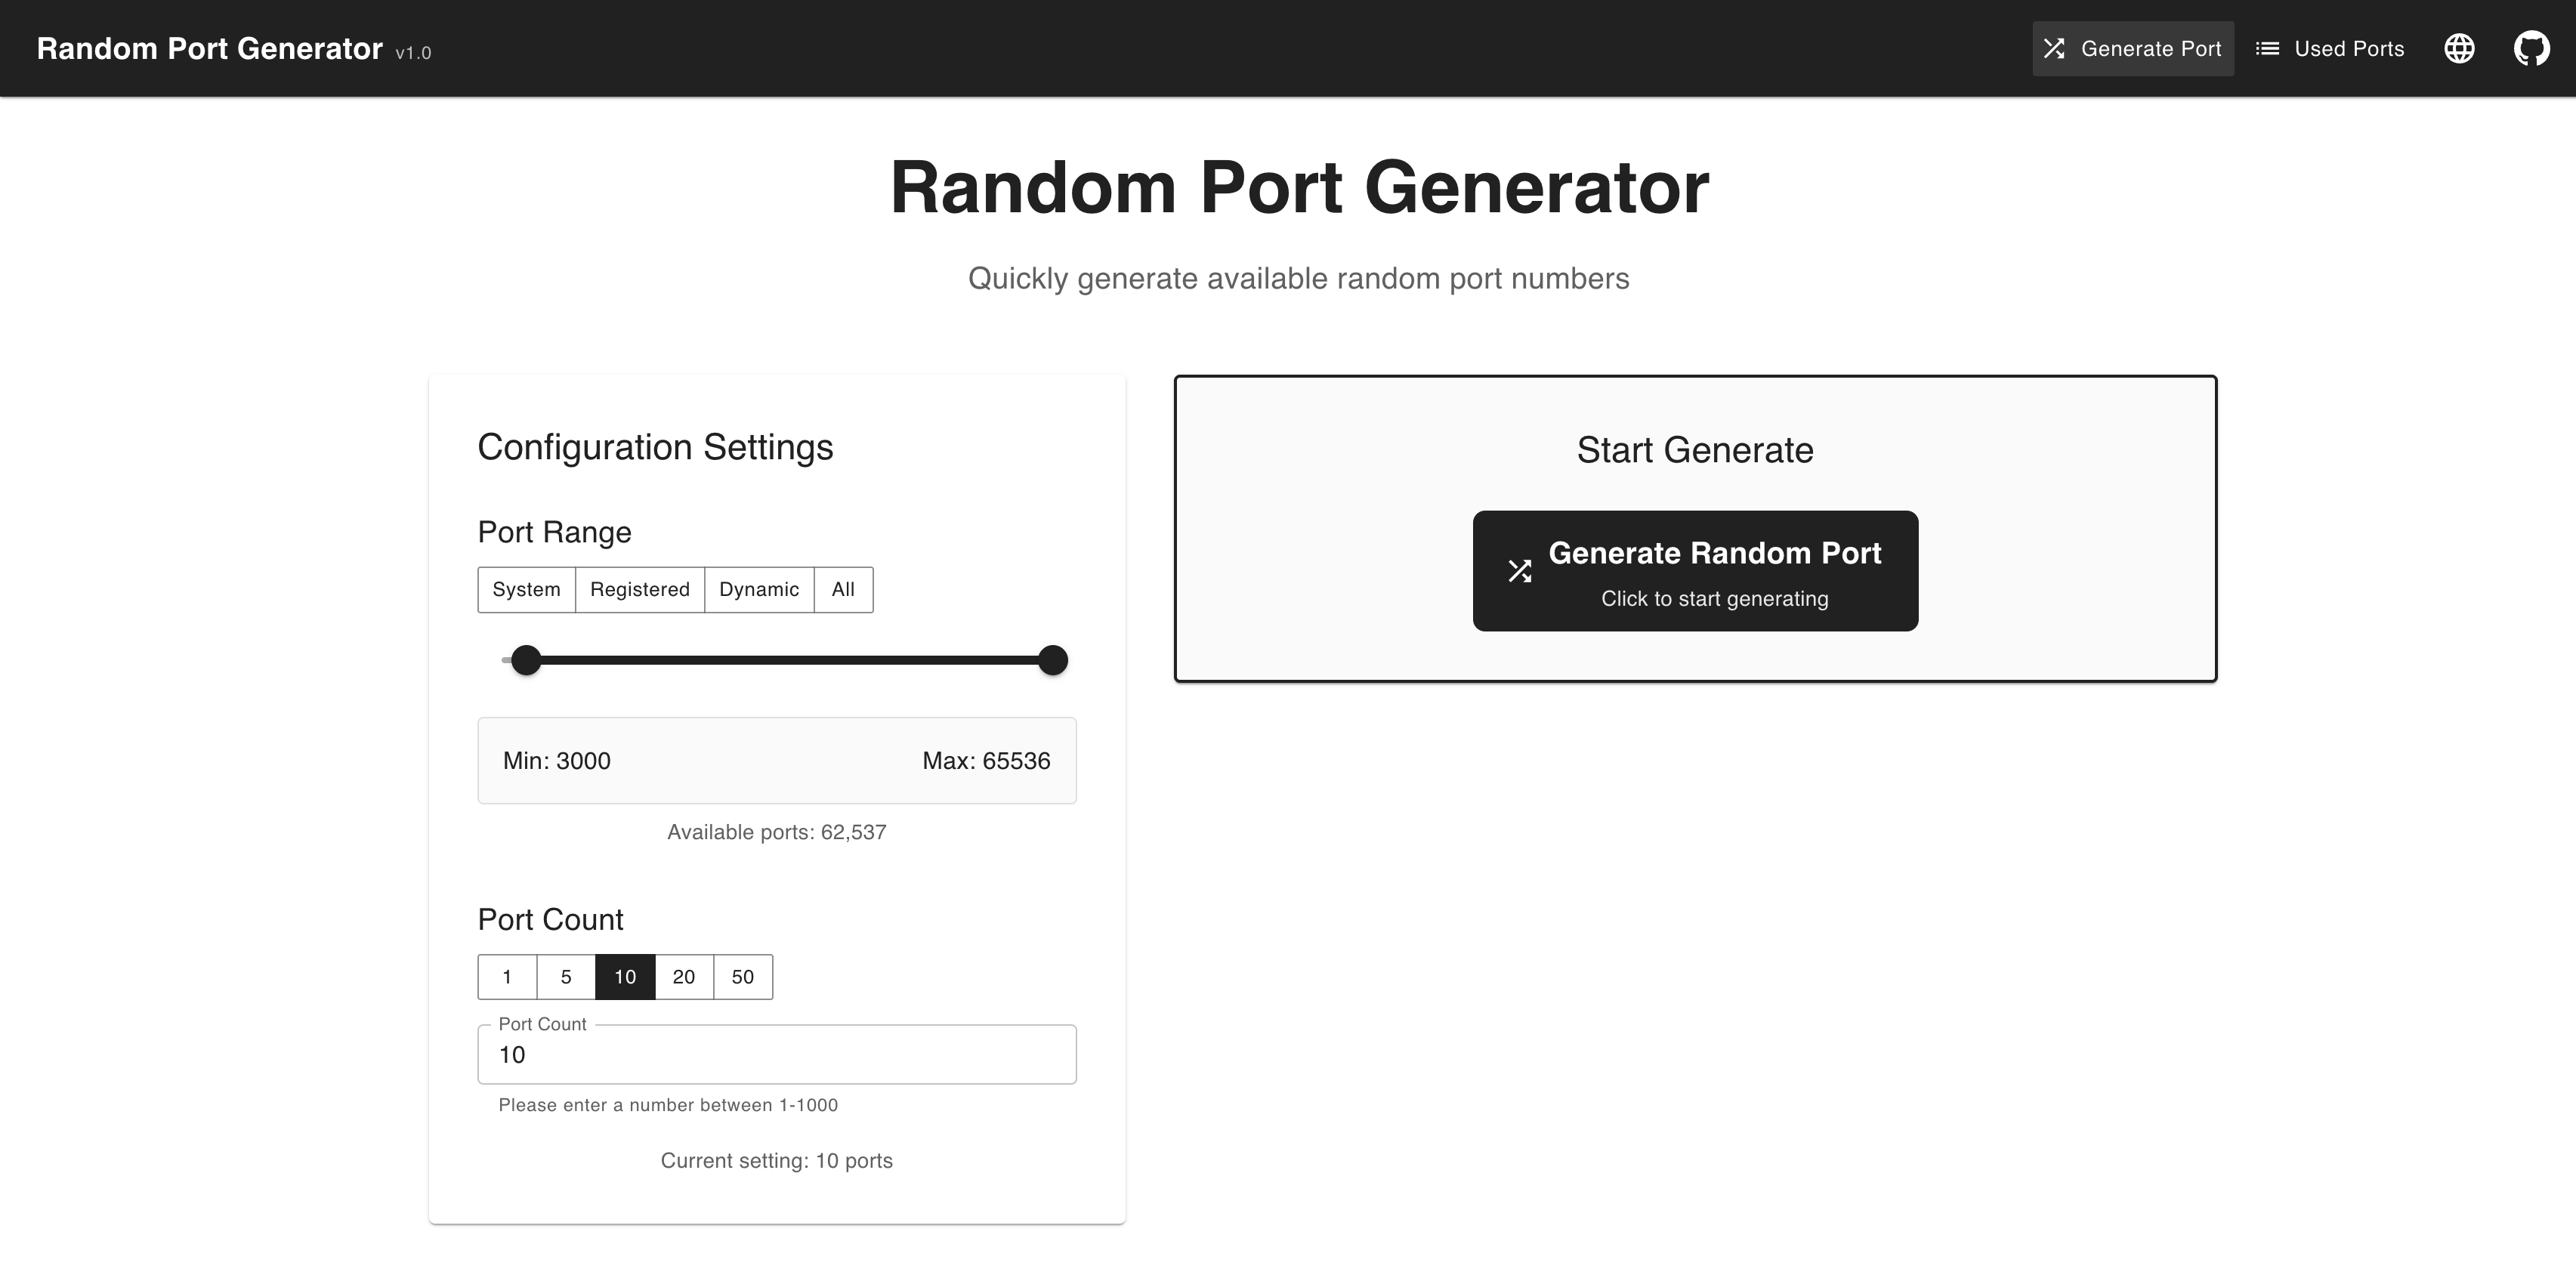 Random Port Generator v1.0
Generate Port
Used Ports
Random Port Generator
Quickly generate available random port numbers
Configuration Settings
Port Range
System Registered Dynamic All
Min: 3000 Max: 65536
Available ports: 62,537
Port Count
1 5 10 20 50
Port Count
10
Please enter a number between 1-1000
Current setting: 10 ports
Start Generate
Generate Random Port
Click to start generating